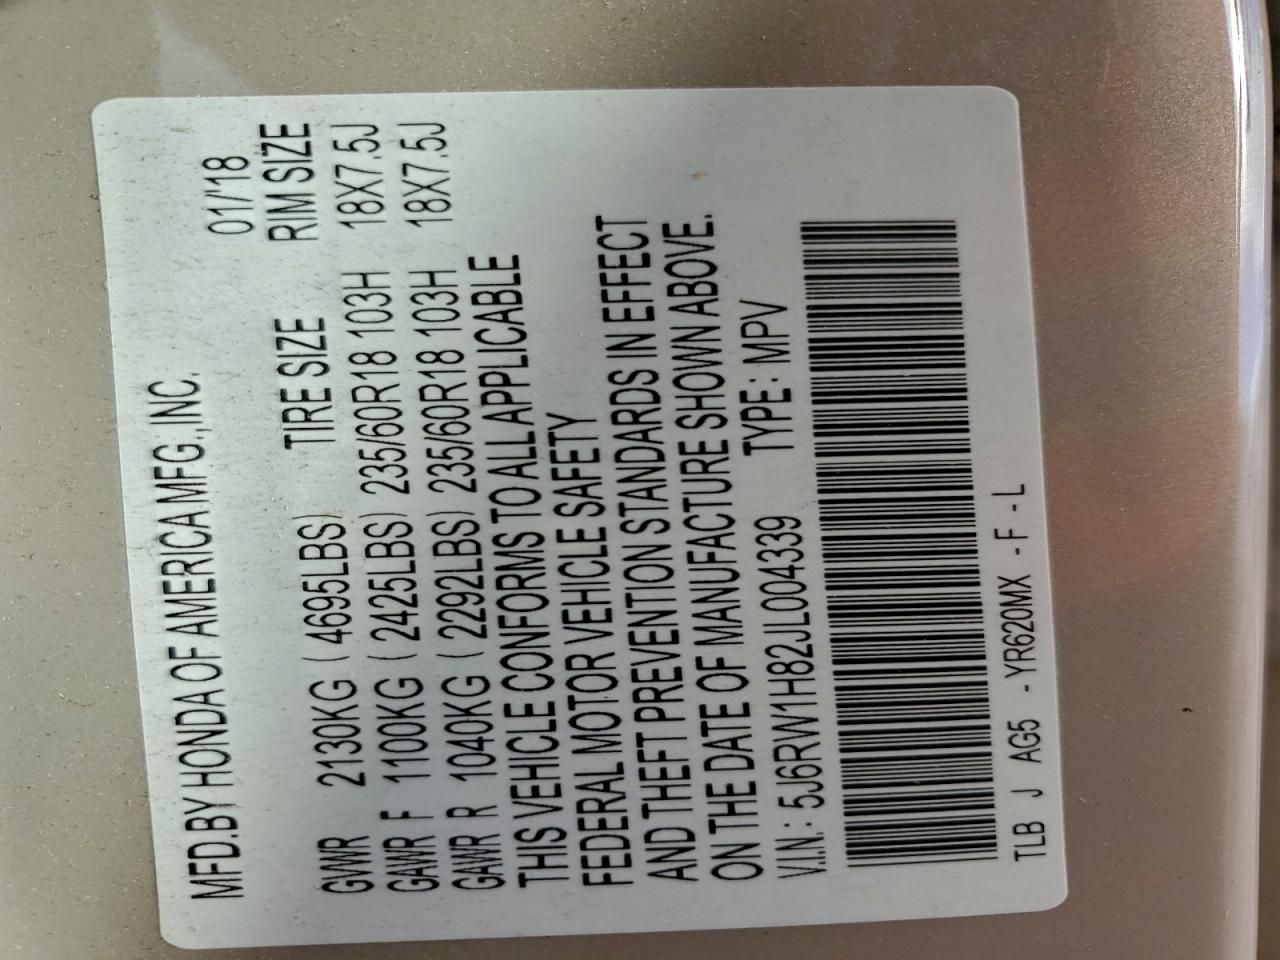 MFD.BY HONDA OF AMERICA MFG.,INC.
01/'18
GVWR 2130KG ( 4695LBS) TIRE SIZE RIM SIZE
GAWR F 1100KG ( 2425LBS) 235/60R18 103H 18X7.5J
GAWR R 1040KG ( 2292LBS) 235/60R18 103H 18X7.5J
THIS VEHICLE CONFORMS TO ALL APPLICABLE
FEDERAL MOTOR VEHICLE SAFETY
AND THEFT PREVENTION STANDARDS IN EFFECT
ON THE DATE OF MANUFACTURE SHOWN ABOVE.
V.I.N.: 5J6RW1H82JL004339 TYPE: MPV
TLB J AG5 - YR620MX - F - L